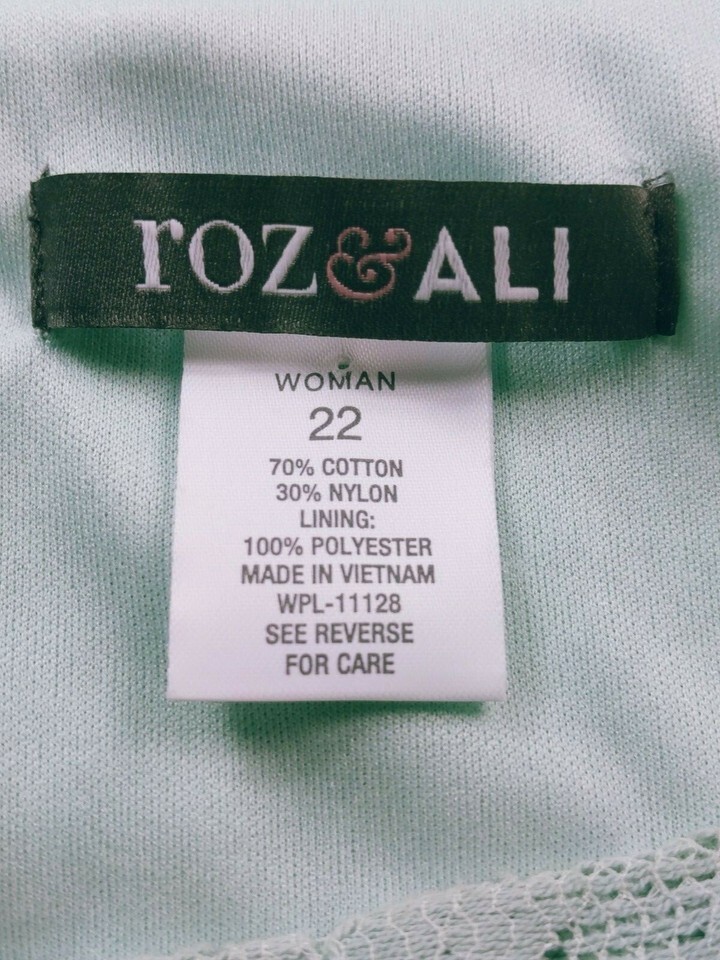 roz&ALI
WOMAN
22
70% COTTON
30% NYLON
LINING:
100% POLYESTER
MADE IN VIETNAM
WPL-11128
SEE REVERSE
FOR CARE